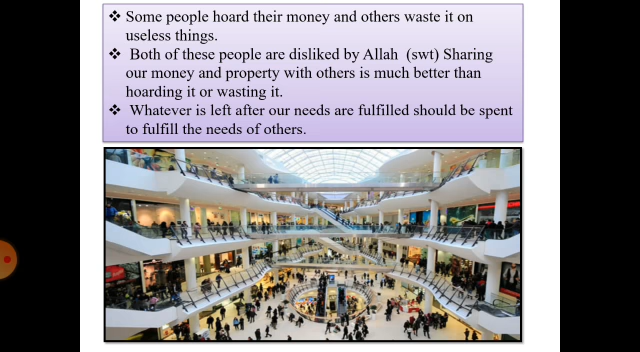 ❖ Some people hoard their money and others waste it on
useless things.
❖ Both of these people are disliked by Allah (swt) Sharing
our money and property with others is much better than
hoarding it or wasting it.
❖ Whatever is left after our needs are fulfilled should be spent
to fulfill the needs of others.